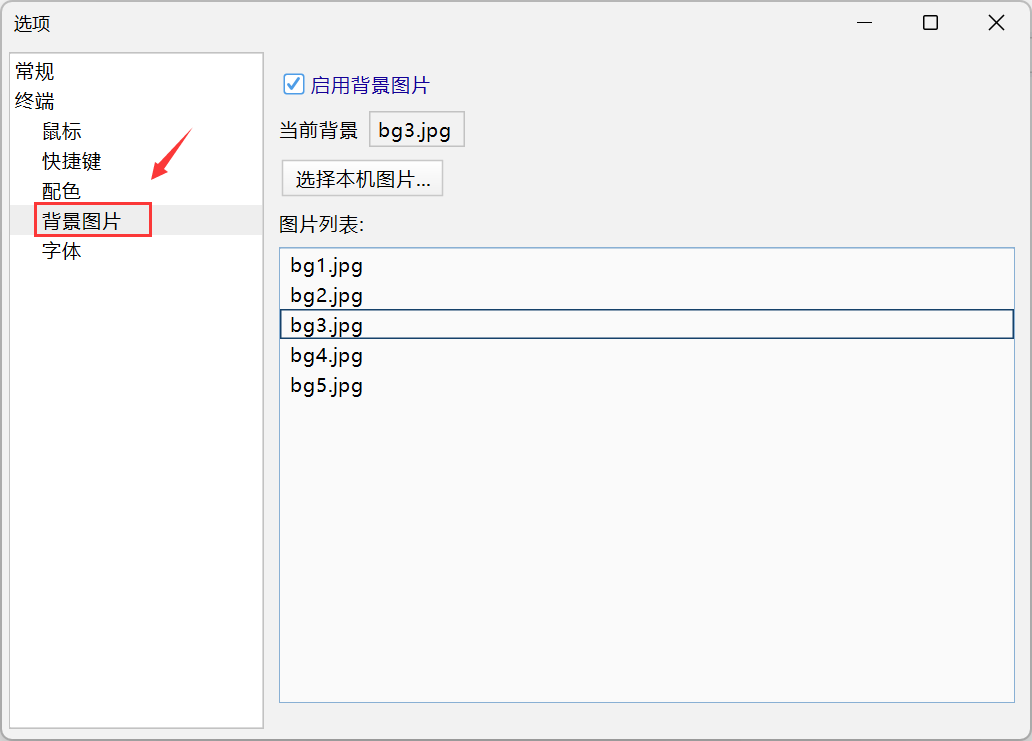 选项
常规
终端
鼠标
快捷键
配色
背景图片
字体
启用背景图片
当前背景 bg3.jpg
选择本机图片...
图片列表:
bg1.jpg
bg2.jpg
bg3.jpg
bg4.jpg
bg5.jpg